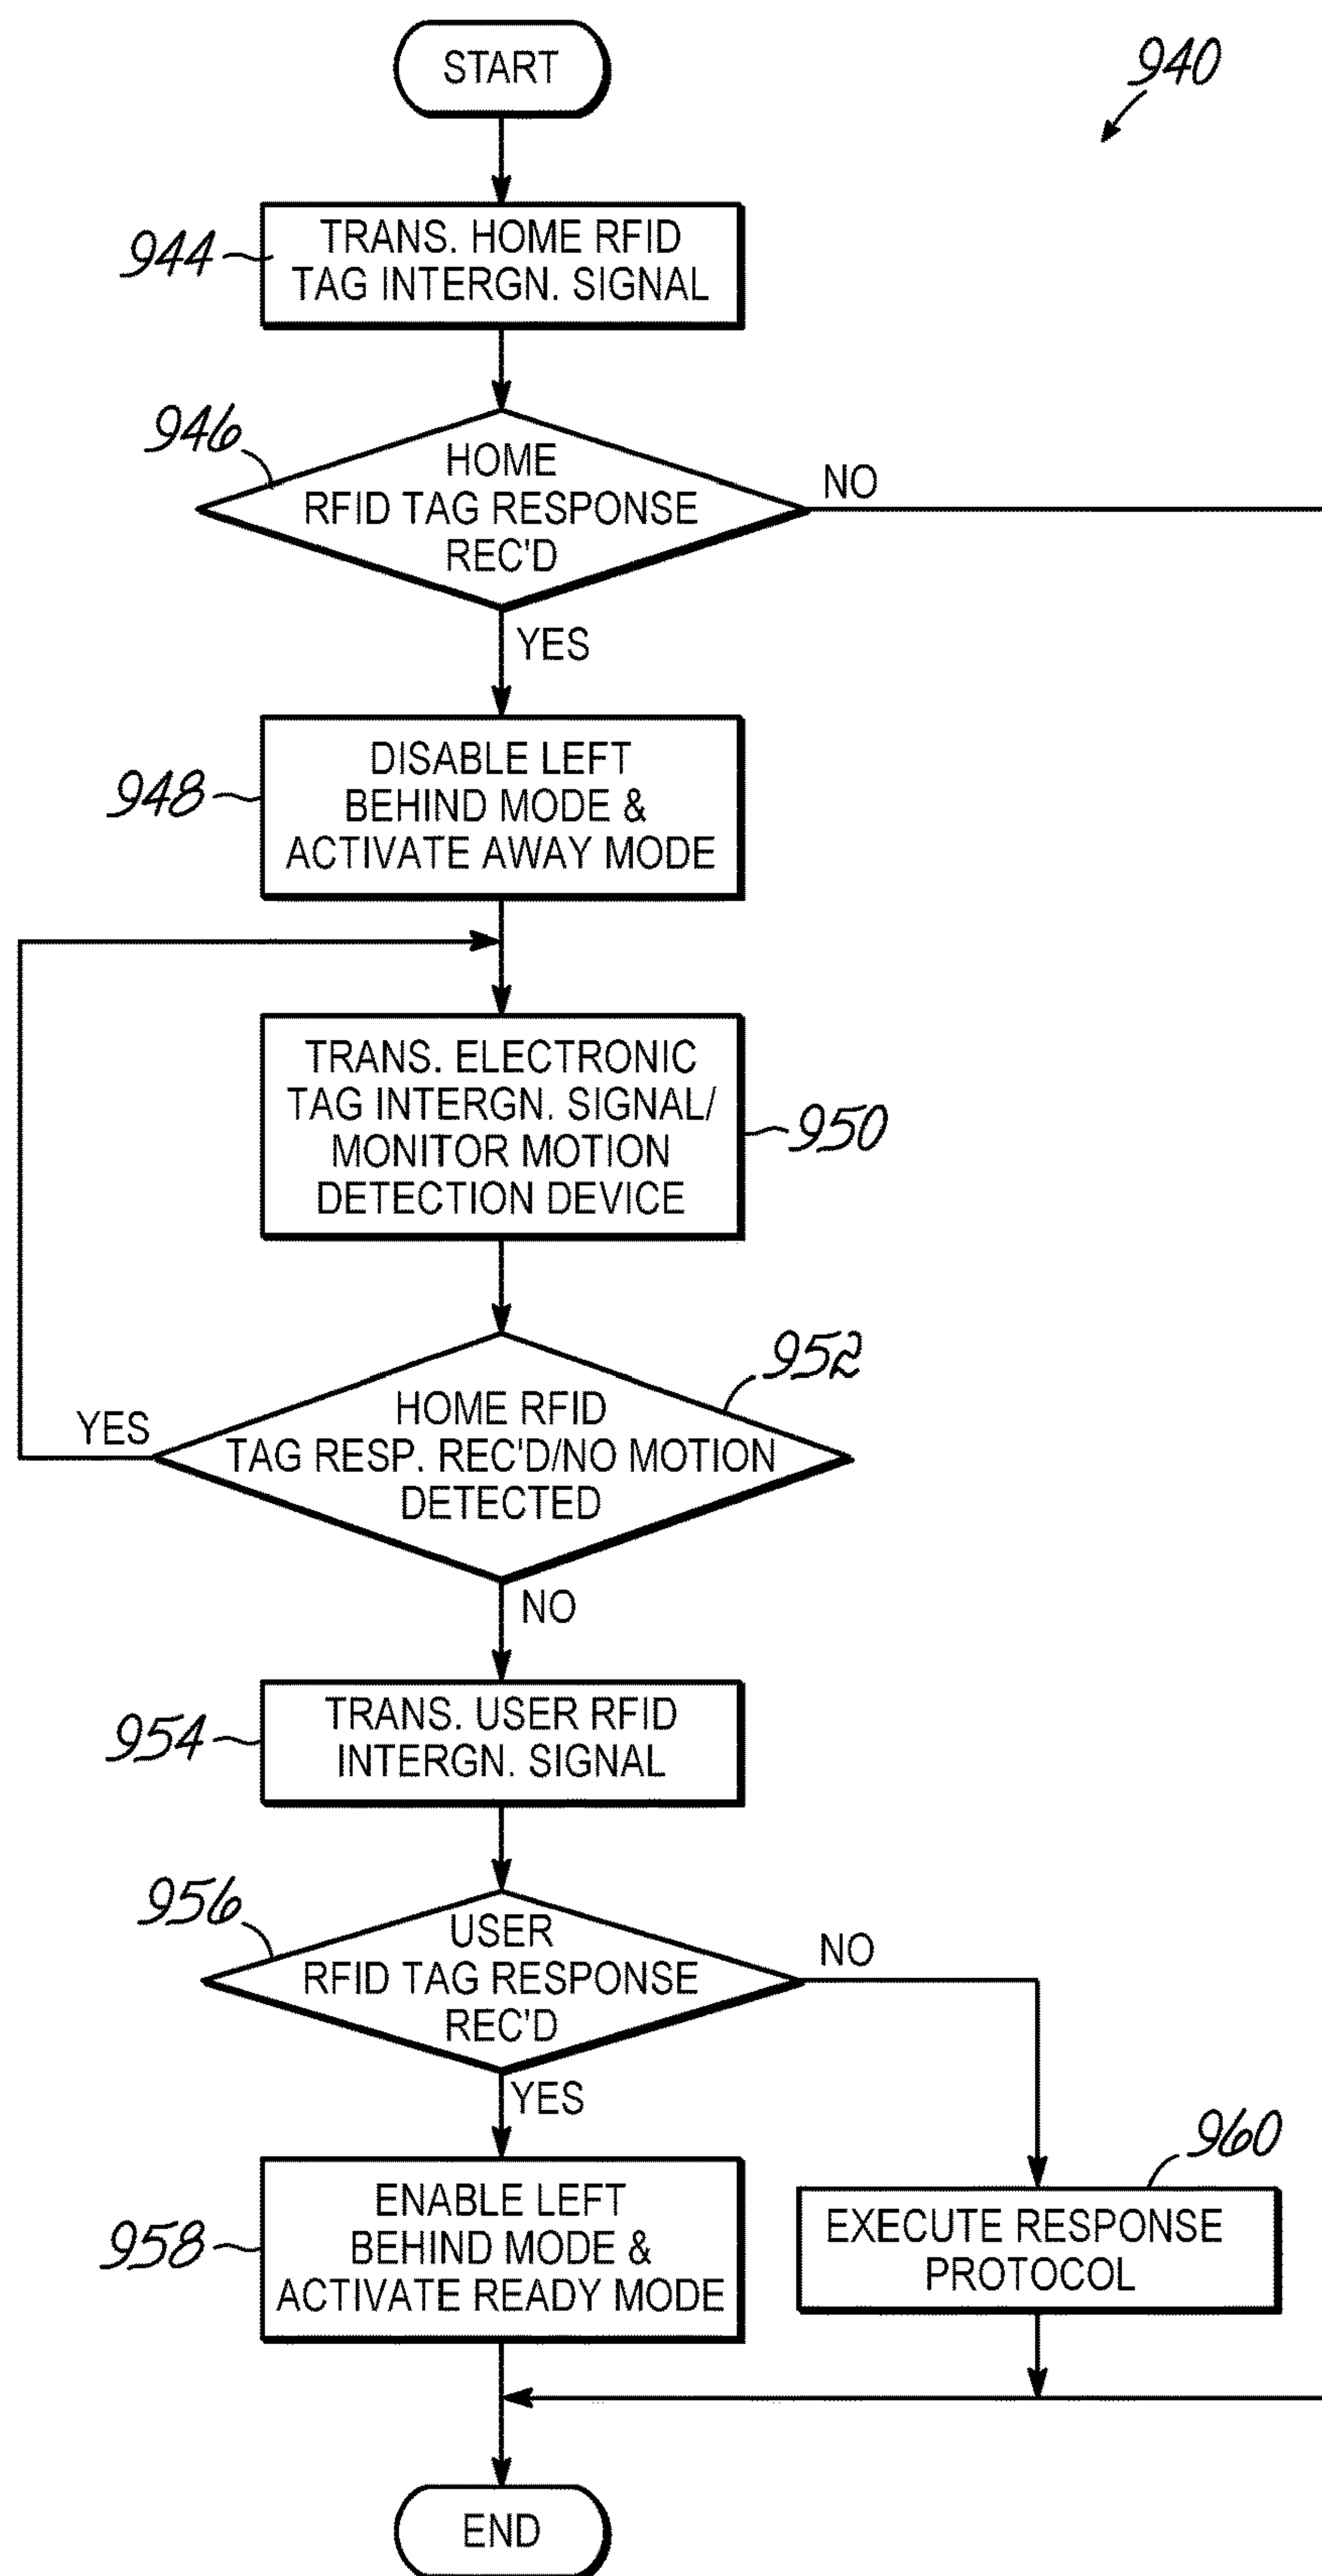 START
940
944
TRANS. HOME RFID
TAG INTERGN. SIGNAL
946
HOME
RFID TAG RESPONSE
REC'D
NO
YES
948
DISABLE LEFT
BEHIND MODE &
ACTIVATE AWAY MODE
TRANS. ELECTRONIC
TAG INTERGN. SIGNAL/
MONITOR MOTION
DETECTION DEVICE
950
952
HOME RFID
TAG RESP. REC'D/NO MOTION
DETECTED
YES
NO
954
TRANS. USER RFID
INTERGN. SIGNAL
956
USER
RFID TAG RESPONSE
REC'D
NO
YES
958
ENABLE LEFT
BEHIND MODE &
ACTIVATE READY MODE
960
EXECUTE RESPONSE
PROTOCOL
END